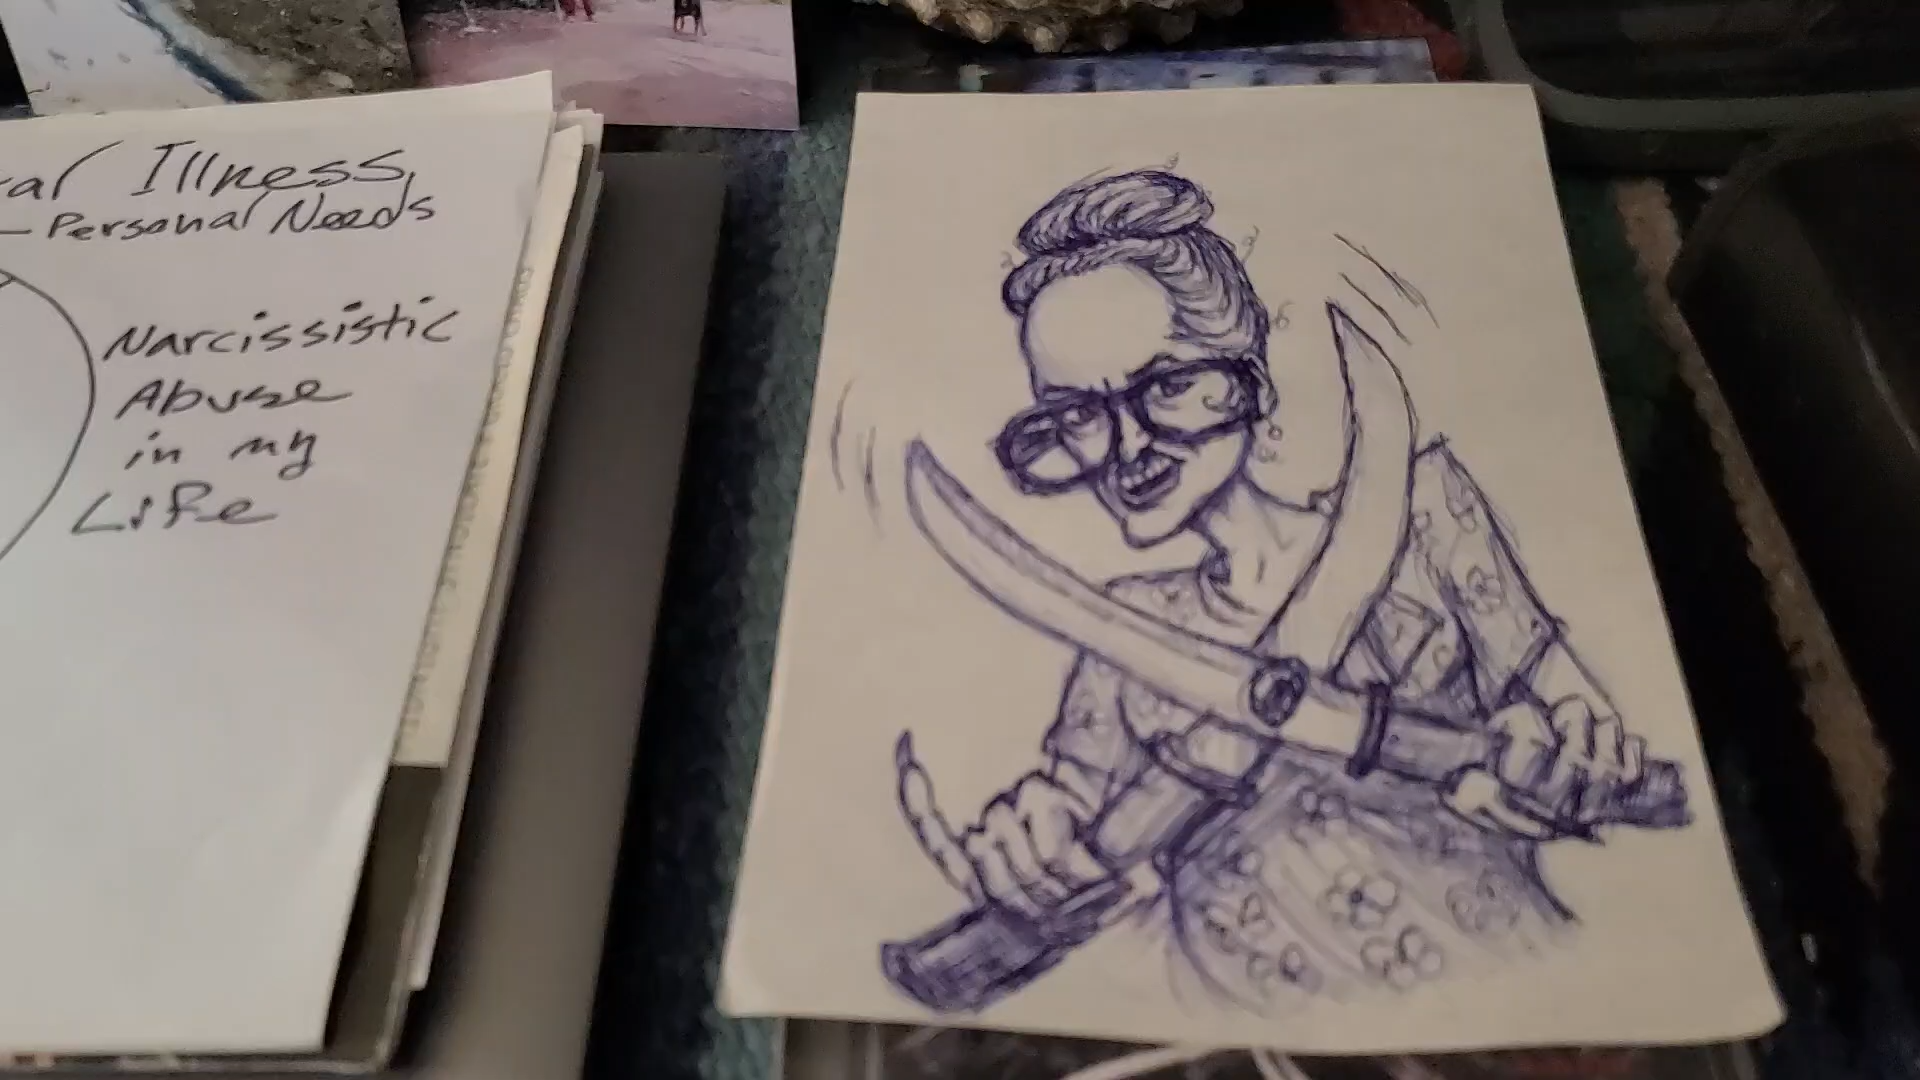 Illness,
- Personal Needs
Narcissistic
Abuse
in my
Life